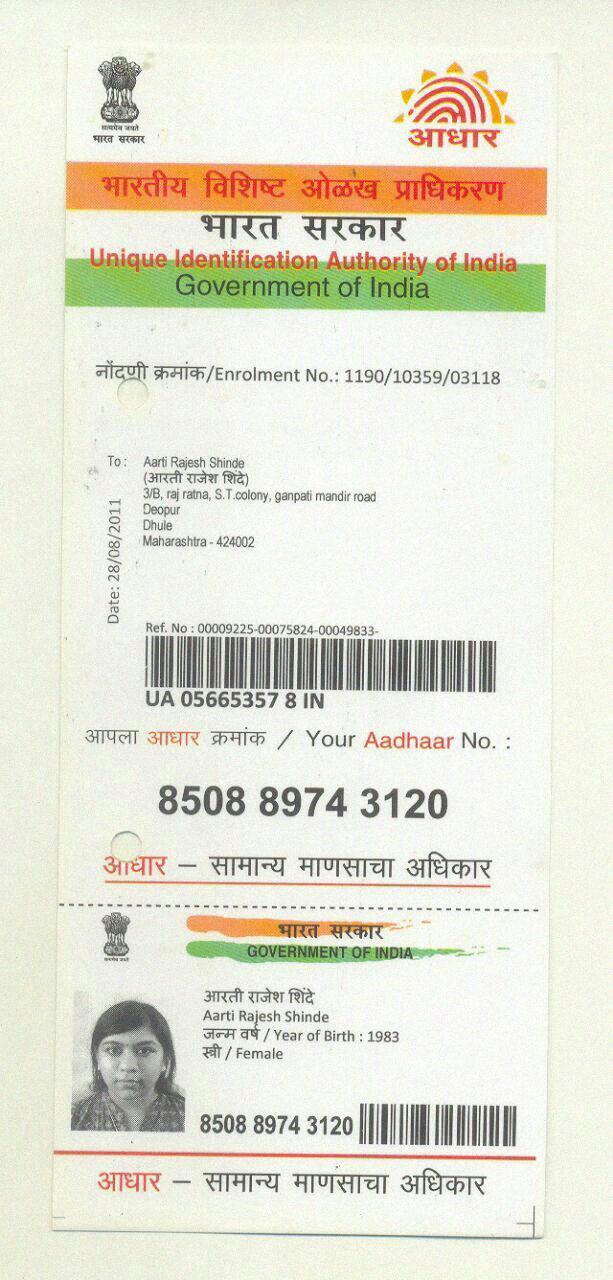 सत्यमेव जयते
भारत सरकार
आधार
भारतीय विशिष्ट ओळख प्राधिकरण
भारत सरकार
Unique Identification Authority of India
Government of India
नोंदणी क्रमांक/Enrolment No.: 1190/10359/03118
To : Aarti Rajesh Shinde
(आरती राजेश शिंदे)
3/B, raj ratna, S.T.colony, ganpati mandir road
Deopur
Dhule
Maharashtra - 424002
Date: 28/08/2011
Ref. No : 00009225-00075824-00049833-
UA 05665357 8 IN
आपला आधार क्रमांक / Your Aadhaar No. :
8508 8974 3120
आधार – सामान्य माणसाचा अधिकार
भारत सरकार
GOVERNMENT OF INDIA
आरती राजेश शिंदे
Aarti Rajesh Shinde
जन्म वर्ष / Year of Birth : 1983
स्त्री / Female
8508 8974 3120
आधार – सामान्य माणसाचा अधिकार